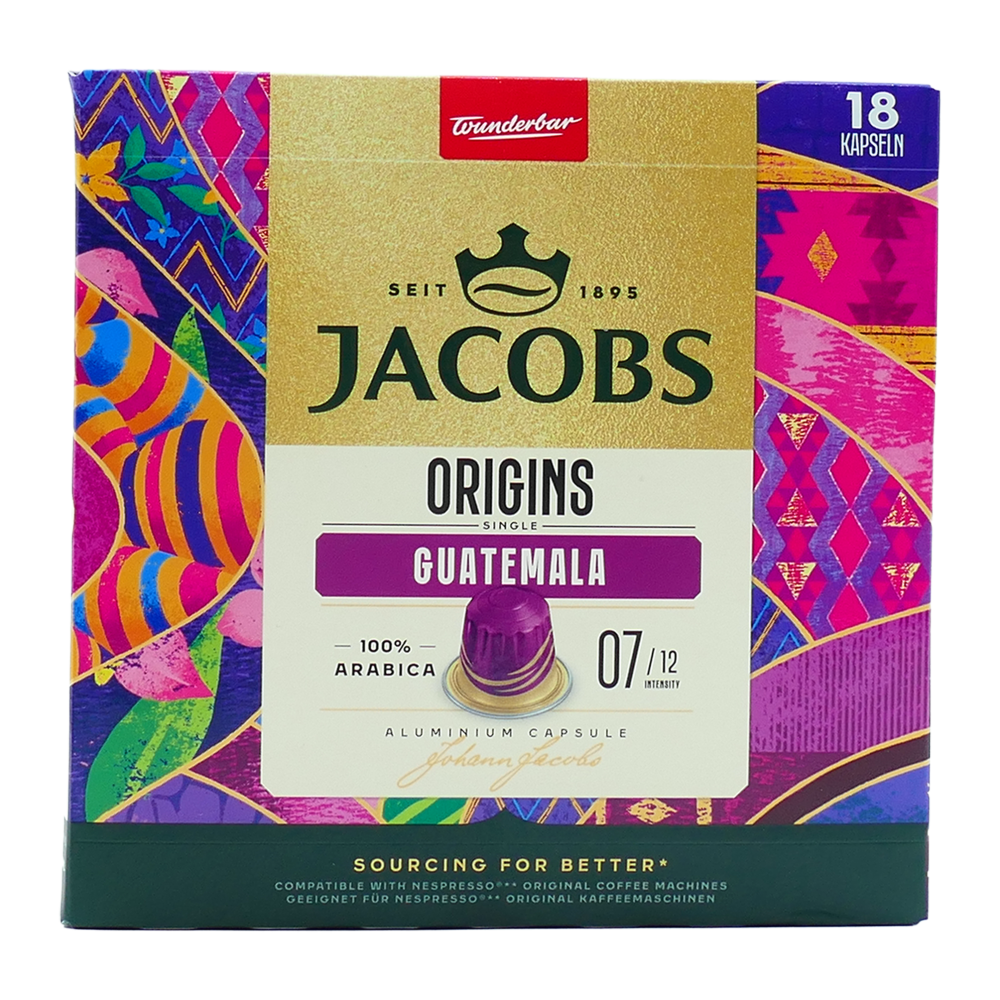 Wunderbar
18
KAPSELN
SEIT 1895
JACOBS
ORIGINS
SINGLE
GUATEMALA
100%
ARABICA
07/12
INTENSITY
ALUMINIUM CAPSULE
Johann Jacobs
SOURCING FOR BETTER*
COMPATIBLE WITH NESPRESSO®** ORIGINAL COFFEE MACHINES
GEEIGNET FÜR NESPRESSO®** ORIGINAL KAFFEEMASCHINEN